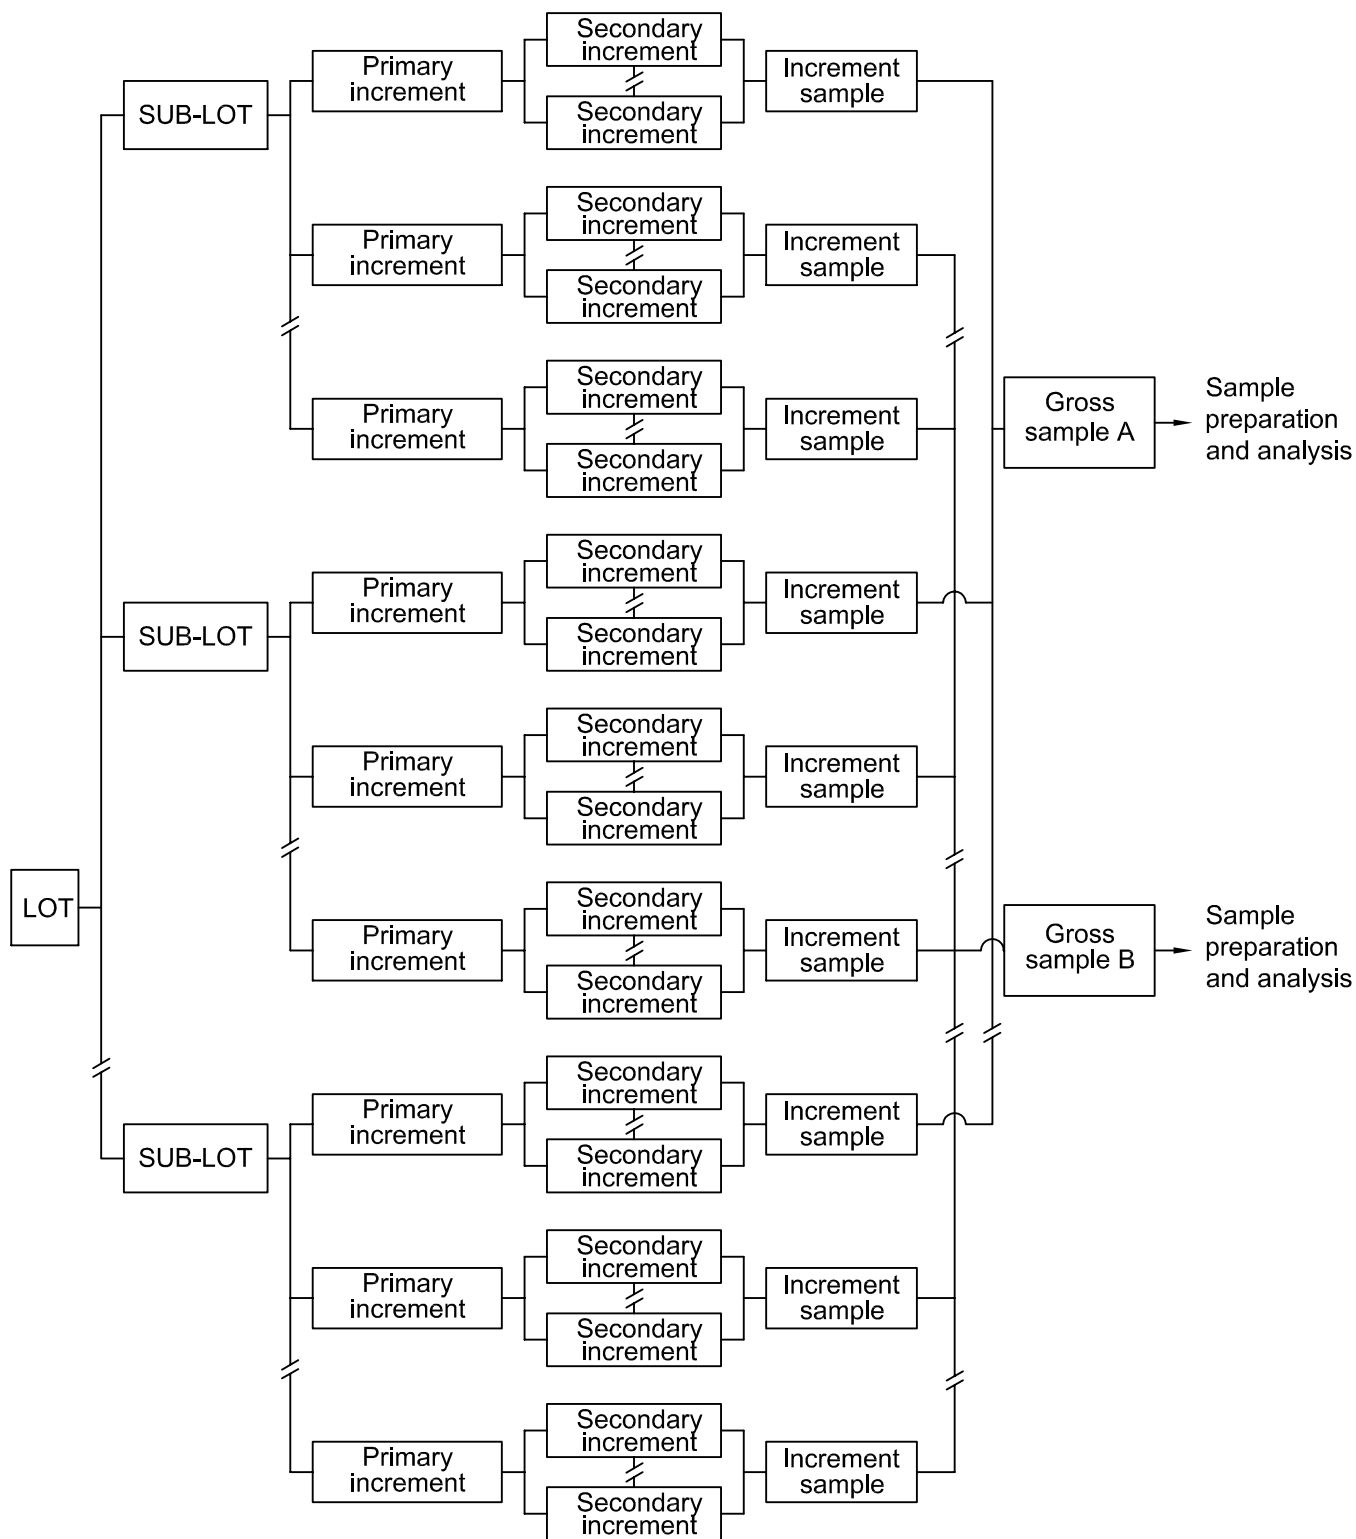 Secondary
increment
Primary
increment
Increment
sample
SUB-LOT
Secondary
increment
Secondary
increment
Primary
increment
Increment
sample
Secondary
increment
Secondary
increment
Primary
increment
Increment
sample
Secondary
increment
Gross
sample A
Sample
preparation
and analysis
Secondary
increment
Primary
increment
Increment
sample
SUB-LOT
Secondary
increment
Secondary
increment
Primary
increment
Increment
sample
Secondary
increment
LOT
Secondary
increment
Primary
increment
Increment
sample
Secondary
increment
Gross
sample B
Sample
preparation
and analysis
Secondary
increment
Primary
increment
Increment
sample
SUB-LOT
Secondary
increment
Secondary
increment
Primary
increment
Increment
sample
Secondary
increment
Secondary
increment
Primary
increment
Increment
sample
Secondary
increment